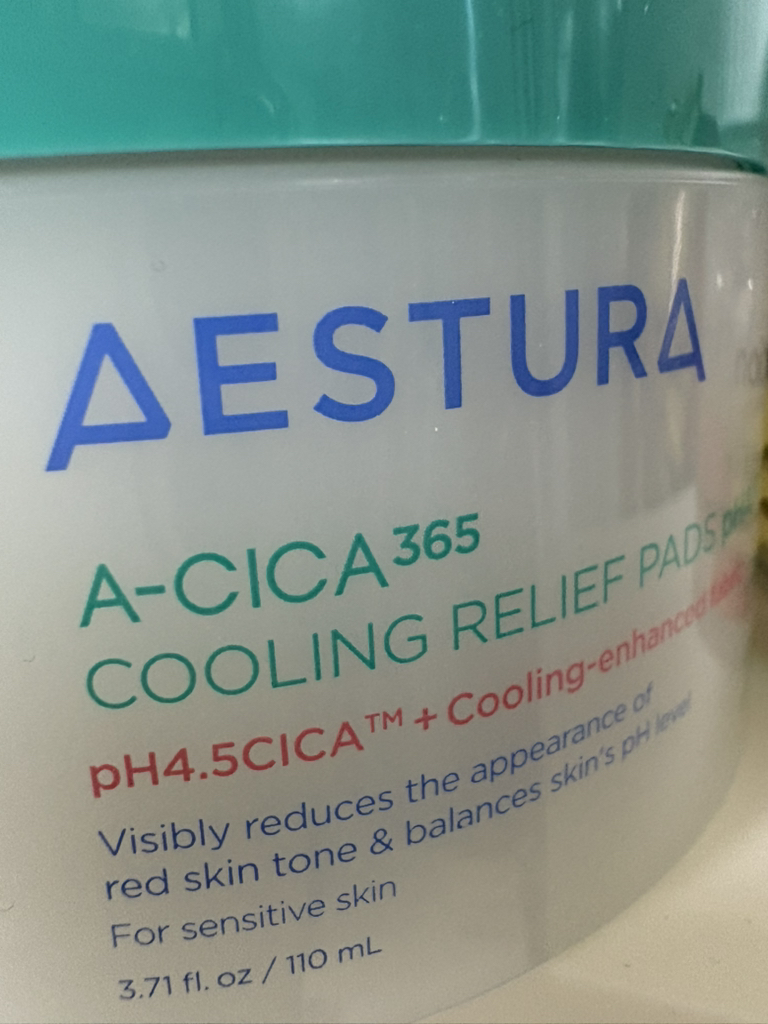 AESTURA
A-CICA365
COOLING RELIEF PADS
pH4.5CICA™ + Cooling-enhanced
Visibly reduces the appearance of
red skin tone & balances skin's pH level
For sensitive skin
3.71 fl. oz / 110 mL